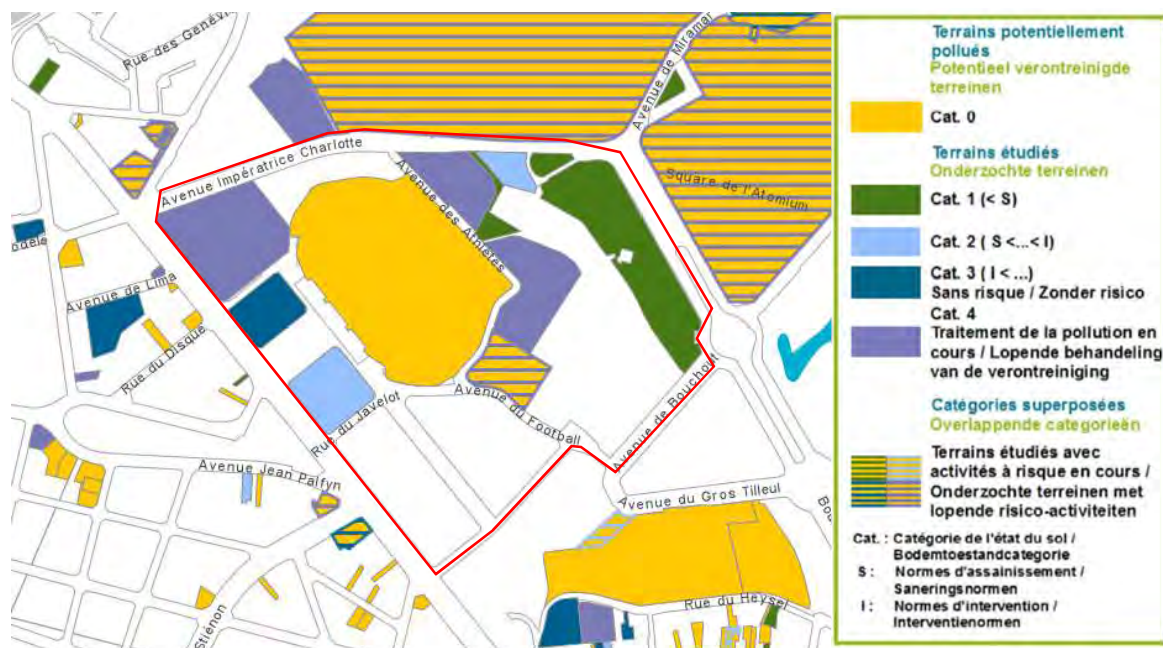 Rue des Genévr
Avenue de Miramar
Avenue Impératrice Charlotte
Avenue des Athlètes
Square de l'Atomium
odèle
Avenue de Lima
Rue du Disque
Rue du Javelot
Avenue du Football
Avenue de Bouchout
Avenue Jean Palfyn
Avenue du Gros Tilleul
Bou
Rue du Heysel
Stiénon
Terrains potentiellement
pollués
Potentieel verontreinigde
terreinen
Cat. 0
Terrains étudiés
Onderzochte terreinen
Cat. 1 (< S)
Cat. 2 ( S <...< I)
Cat. 3 ( I < ...)
Sans risque / Zonder risico
Cat. 4
Traitement de la pollution en
cours / Lopende behandeling
van de verontreiniging
Catégories superposées
Overlappende categorieën
Terrains étudiés avec
activités à risque en cours /
Onderzochte terreinen met
lopende risico-activiteiten
Cat. : Catégorie de l'état du sol /
Bodemtoestandcategorie
S : Normes d'assainissement /
Saneringsnormen
I : Normes d'intervention /
Interventienormen